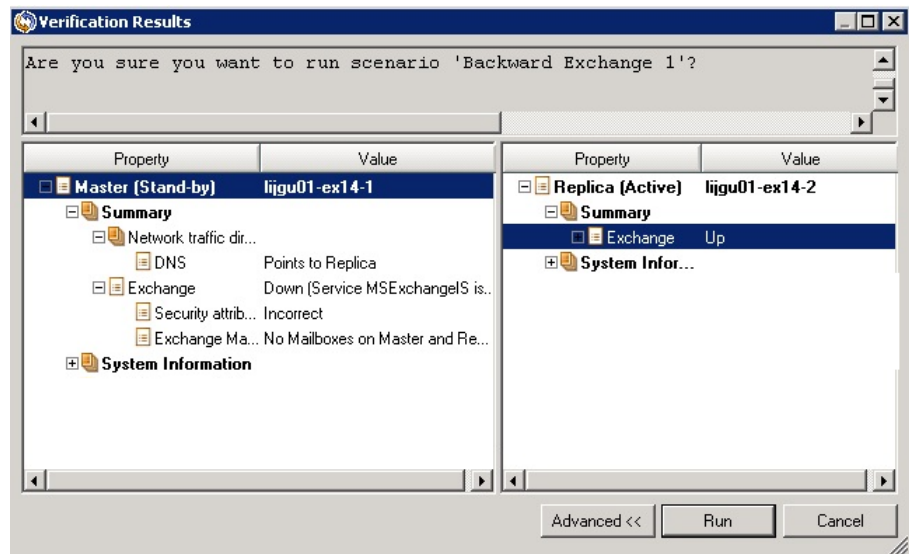 Verification Results
Are you sure you want to run scenario 'Backward Exchange 1'?
Property Value
Master (Stand-by) lijgu01-ex14-1
Summary
Network traffic dir...
DNS Points to Replica
Exchange Down (Service MSExchangeIS is..
Security attrib... Incorrect
Exchange Ma... No Mailboxes on Master and Re...
System Information
Property Value
Replica (Active) lijgu01-ex14-2
Summary
Exchange Up
System Infor...
Advanced << Run Cancel